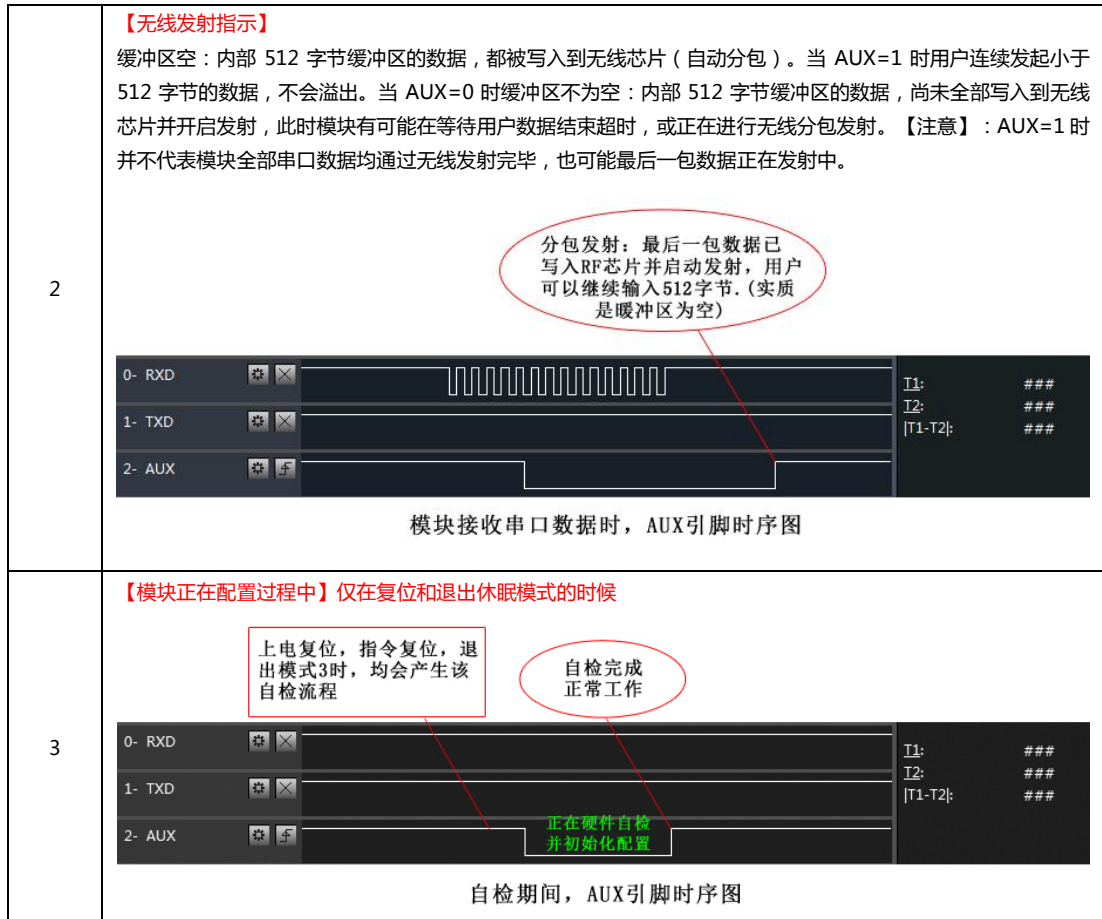 【无线发射指示】
缓冲区空：内部 512 字节缓冲区的数据，都被写入到无线芯片（自动分包）。当 AUX=1 时用户连续发起小于
512 字节的数据，不会溢出。当 AUX=0 时缓冲区不为空：内部 512 字节缓冲区的数据，尚未全部写入到无线
芯片并开启发射，此时模块有可能在等待用户数据结束超时，或正在进行无线分包发射。【注意】：AUX=1 时
并不代表模块全部串口数据均通过无线发射完毕，也可能最后一包数据正在发射中。
2
分包发射：最后一包数据已
写入RF芯片并启动发射，用户
可以继续输入512字节.(实质
是暖冲区为空)
0- RXD
1- TXD
2- AUX
T1: ###
T2: ###
|T1-T2|: ###
模块接收串口数据时，AUX引脚时序图
3
【模块正在配置过程中】仅在复位和退出休眠模式的时候
上电复位，指令复位，退
出模式3时，均会产生该
自检流程
自检完成
正常工作
0- RXD
1- TXD
2- AUX
正在硬件自检
并初始化配置
T1: ###
T2: ###
|T1-T2|: ###
自检期间，AUX引脚时序图